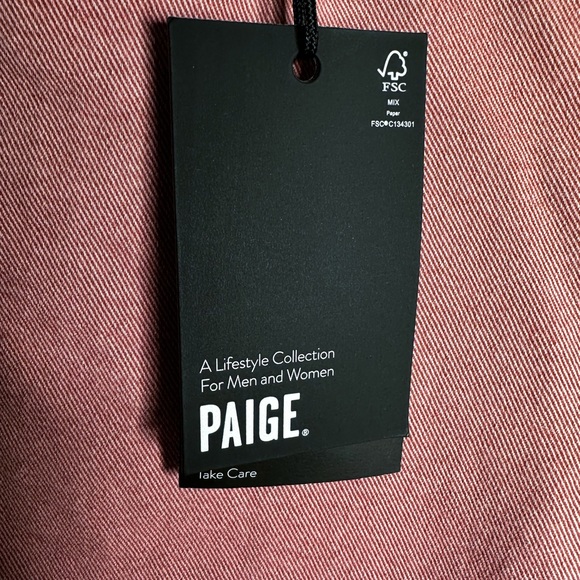 FSC
MIX
Paper
FSC®C134301
A Lifestyle Collection
For Men and Women
PAIGE®
Take Care